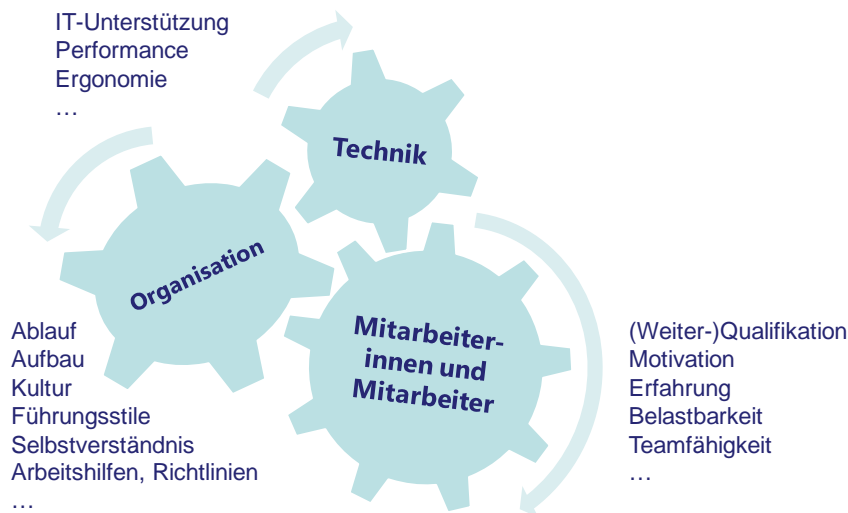 IT-Unterstützung
Performance
Ergonomie
…
Technik
Organisation
Ablauf
Aufbau
Kultur
Führungsstile
Selbstverständnis
Arbeitshilfen, Richtlinien
…
Mitarbeiter-
innen und
Mitarbeiter
(Weiter-)Qualifikation
Motivation
Erfahrung
Belastbarkeit
Teamfähigkeit
…